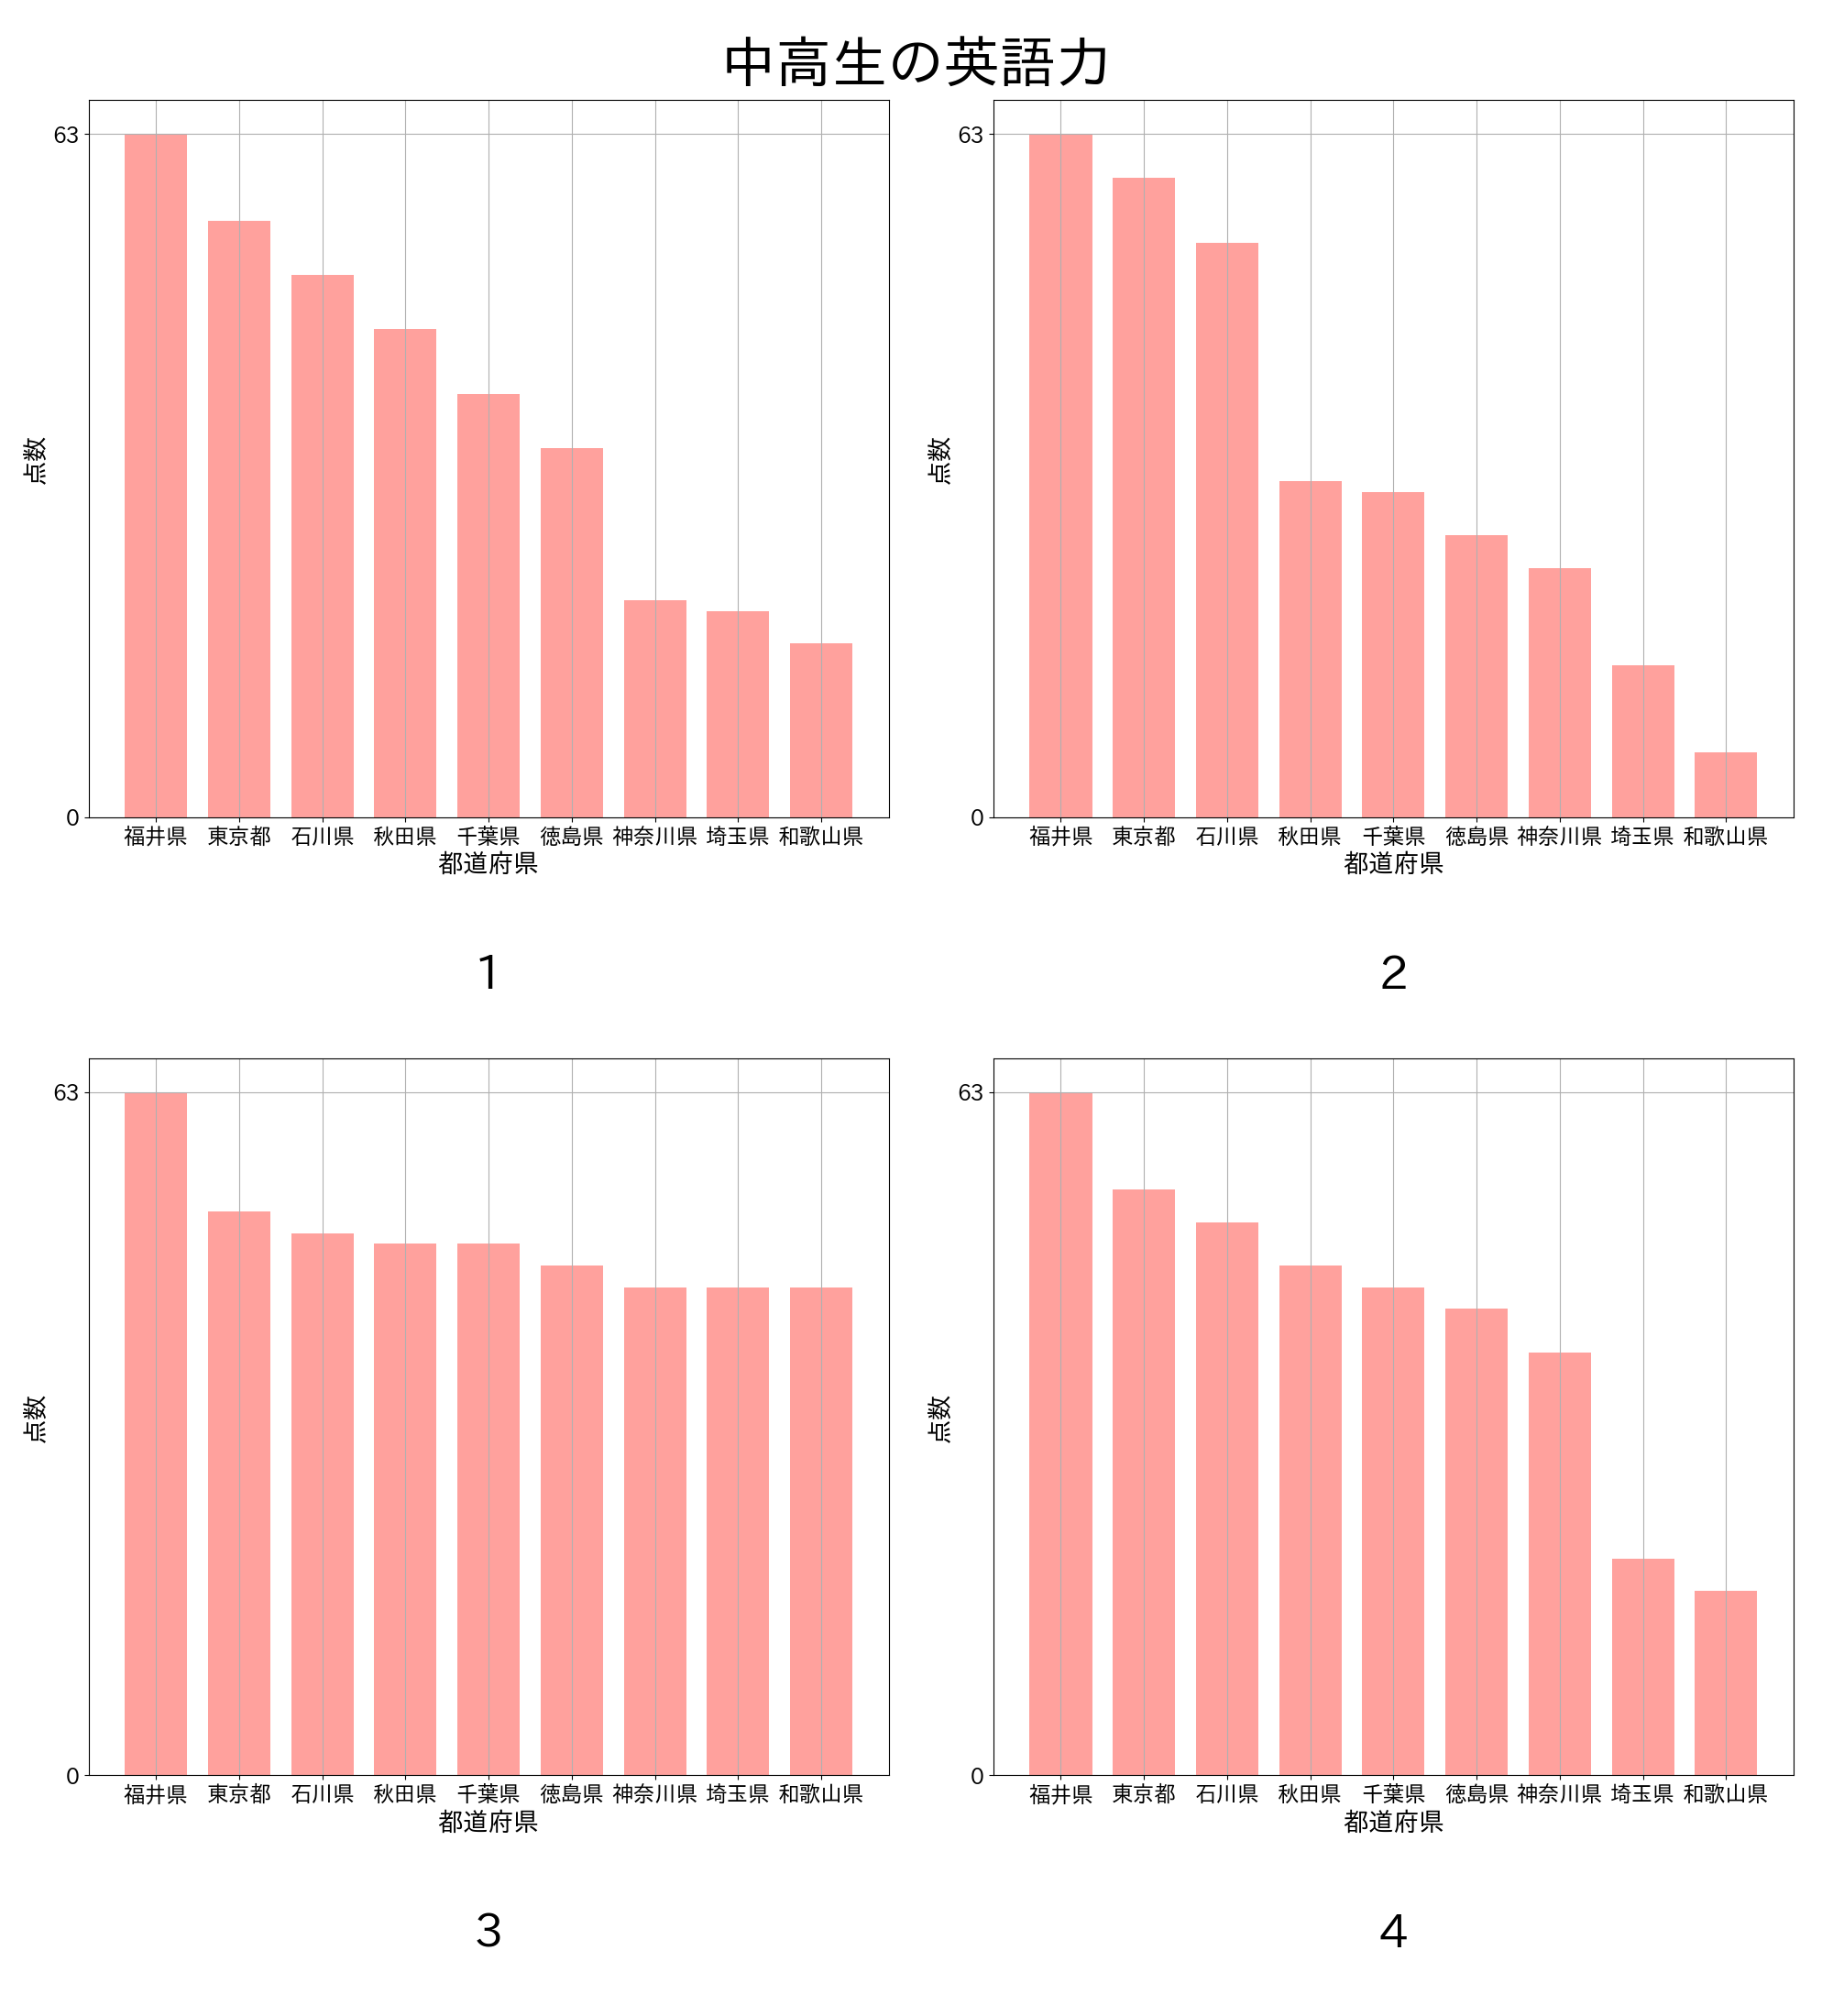 中高生の英語力
63
0
点数
福井県 東京都 石川県 秋田県 千葉県 徳島県 神奈川県 埼玉県 和歌山県
都道府県
1
63
0
点数
福井県 東京都 石川県 秋田県 千葉県 徳島県 神奈川県 埼玉県 和歌山県
都道府県
2
63
0
点数
福井県 東京都 石川県 秋田県 千葉県 徳島県 神奈川県 埼玉県 和歌山県
都道府県
3
63
0
点数
福井県 東京都 石川県 秋田県 千葉県 徳島県 神奈川県 埼玉県 和歌山県
都道府県
4